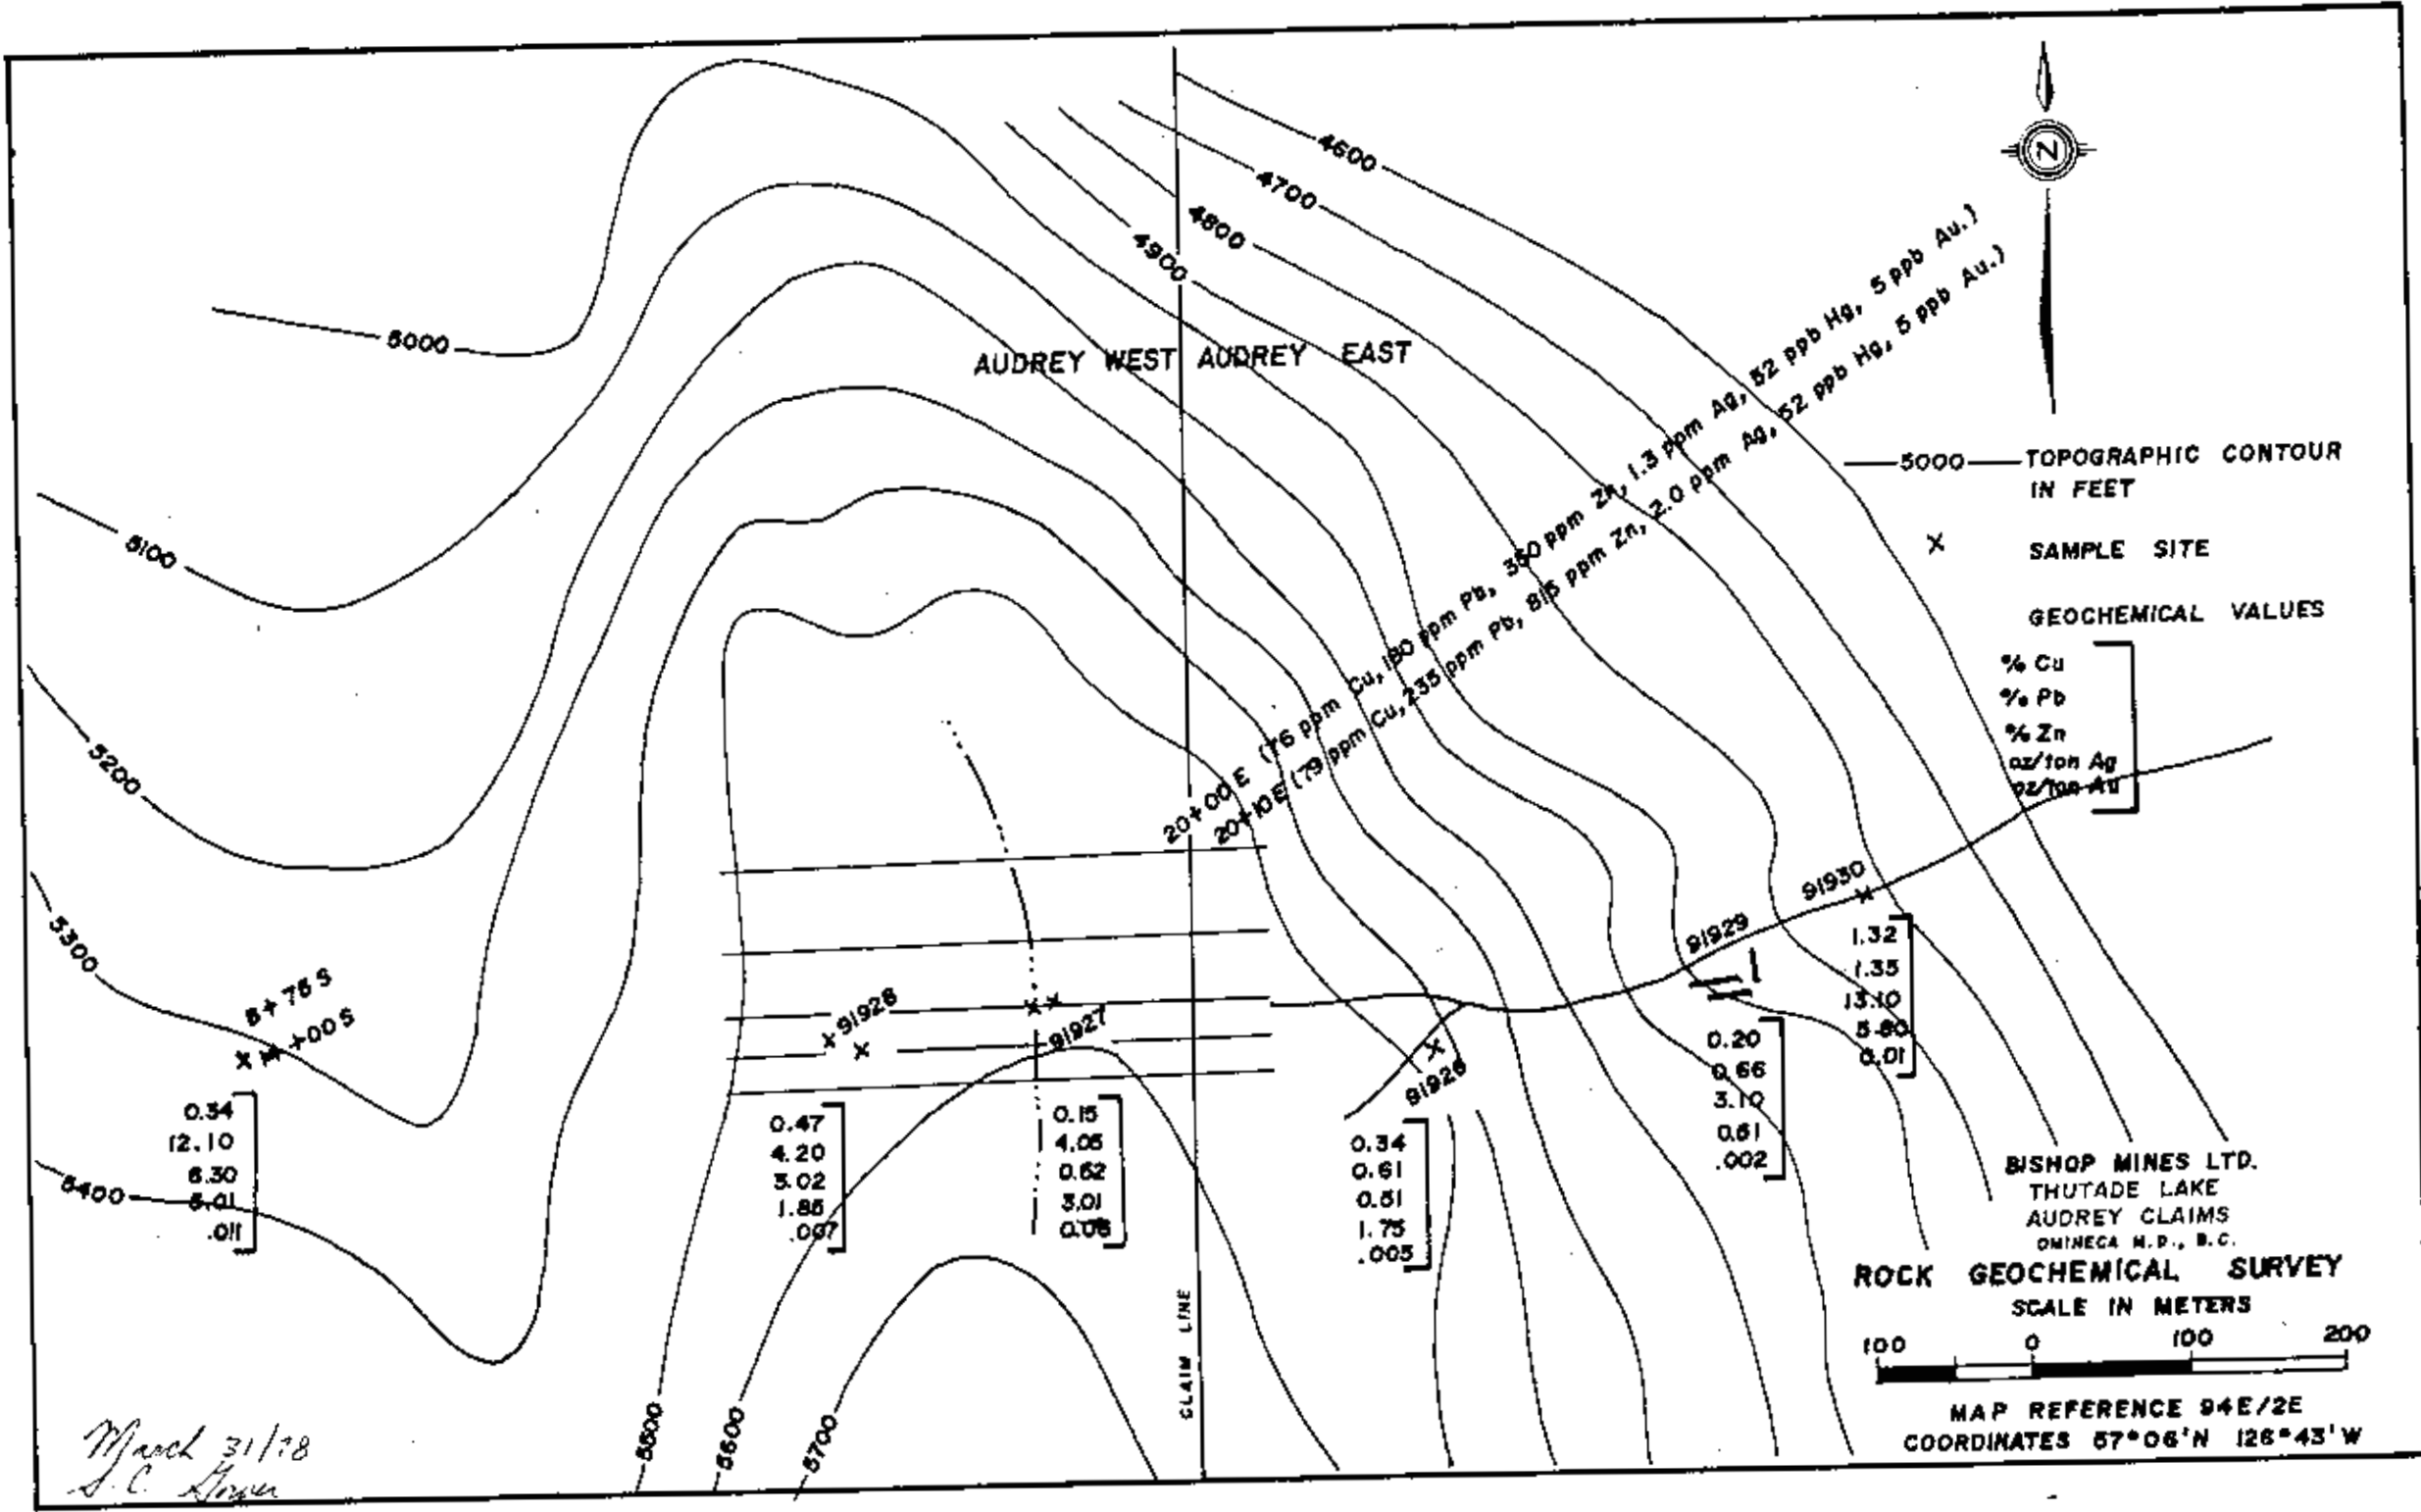 4600
4700
4800
4900
5000
AUDREY WEST AUDREY EAST
5100
5200
5300
5400
5500
5600
5700
20+00E (76 ppm Cu, 180 ppm Pb, 350 ppm Zn, 1.3 ppm Ag, 52 ppb Hg, 5 ppb Au.)
20+10E (79 ppm Cu, 235 ppm Pb, 815 ppm Zn, 2.0 ppm Ag, 52 ppb Hg, 5 ppb Au.)
N
5000 TOPOGRAPHIC CONTOUR
IN FEET
X SAMPLE SITE
GEOCHEMICAL VALUES
% Cu
% Pb
% Zn
oz/ton Ag
oz/ton Au
+75 S
+00 S
0.34
12.10
6.30
5.01
.011
91928
0.47
4.20
3.02
1.85
.007
91927
0.15
4.05
0.62
3.01
0.06
0.34
0.61
0.51
1.75
.005
91929
0.20
0.66
3.10
0.61
.002
91930
1.32
1.35
13.10
5.80
0.01
CLAIM LINE
BISHOP MINES LTD.
THUTADE LAKE
AUDREY CLAIMS
OMINECA M.D., B.C.
ROCK GEOCHEMICAL SURVEY
SCALE IN METERS
100 0 100 200
MAP REFERENCE 94E/2E
COORDINATES 57°06'N 126°43'W
March 31/78
S. C. Gower